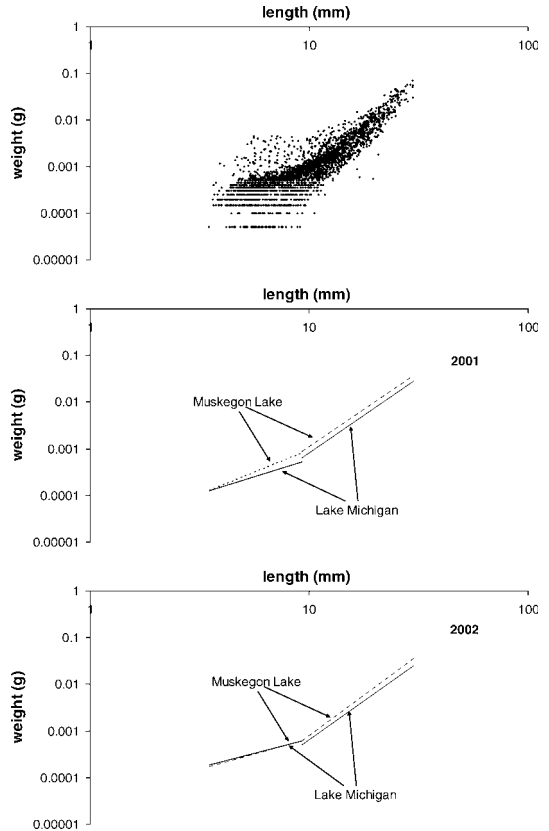 length (mm)
1
10
100
1
0.1
0.01
0.001
0.0001
0.00001
weight (g)
length (mm)
1
10
100
1
0.1
0.01
0.001
0.0001
0.00001
weight (g)
2001
Muskegon Lake
Lake Michigan
length (mm)
1
10
100
1
0.1
0.01
0.001
0.0001
0.00001
weight (g)
2002
Muskegon Lake
Lake Michigan